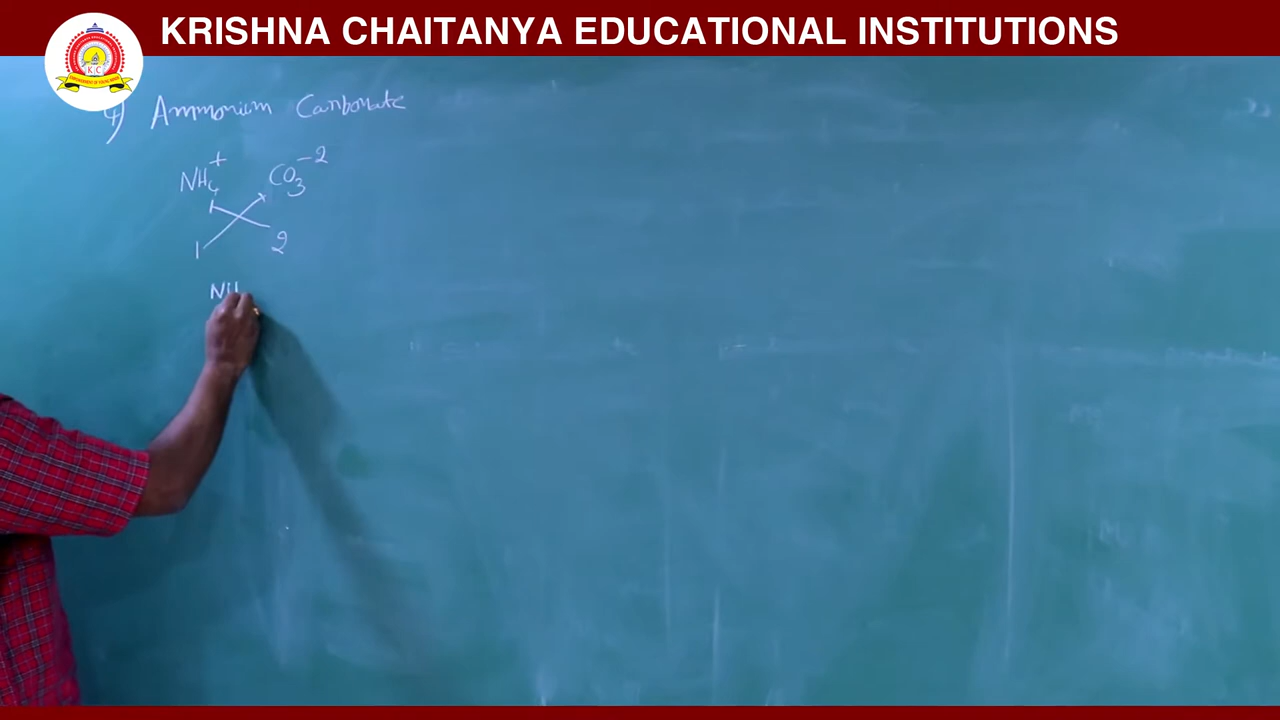 KRISHNA CHAITANYA EDUCATIONAL INSTITUTIONS
K C
4) Ammonium Carbonate
NH₄⁺ CO₃⁻²
1 2
NH